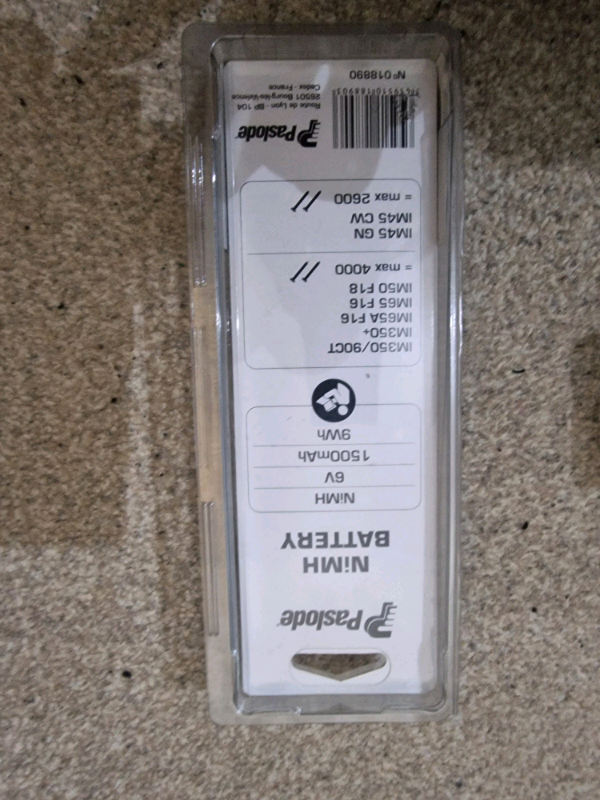 Paslode
NiMH
BATTERY
NiMH
6V
1500mAh
9Wh
IM350/90CT
IM350+
IM65A F16
IM65 F16
IM50 F18
= max 4000
IM45 GN
IM45 CW
= max 2600
Paslode
Route de Lyon - BP 104
26501 Bourg-lès-Valence
Cedex - France
N° 018890